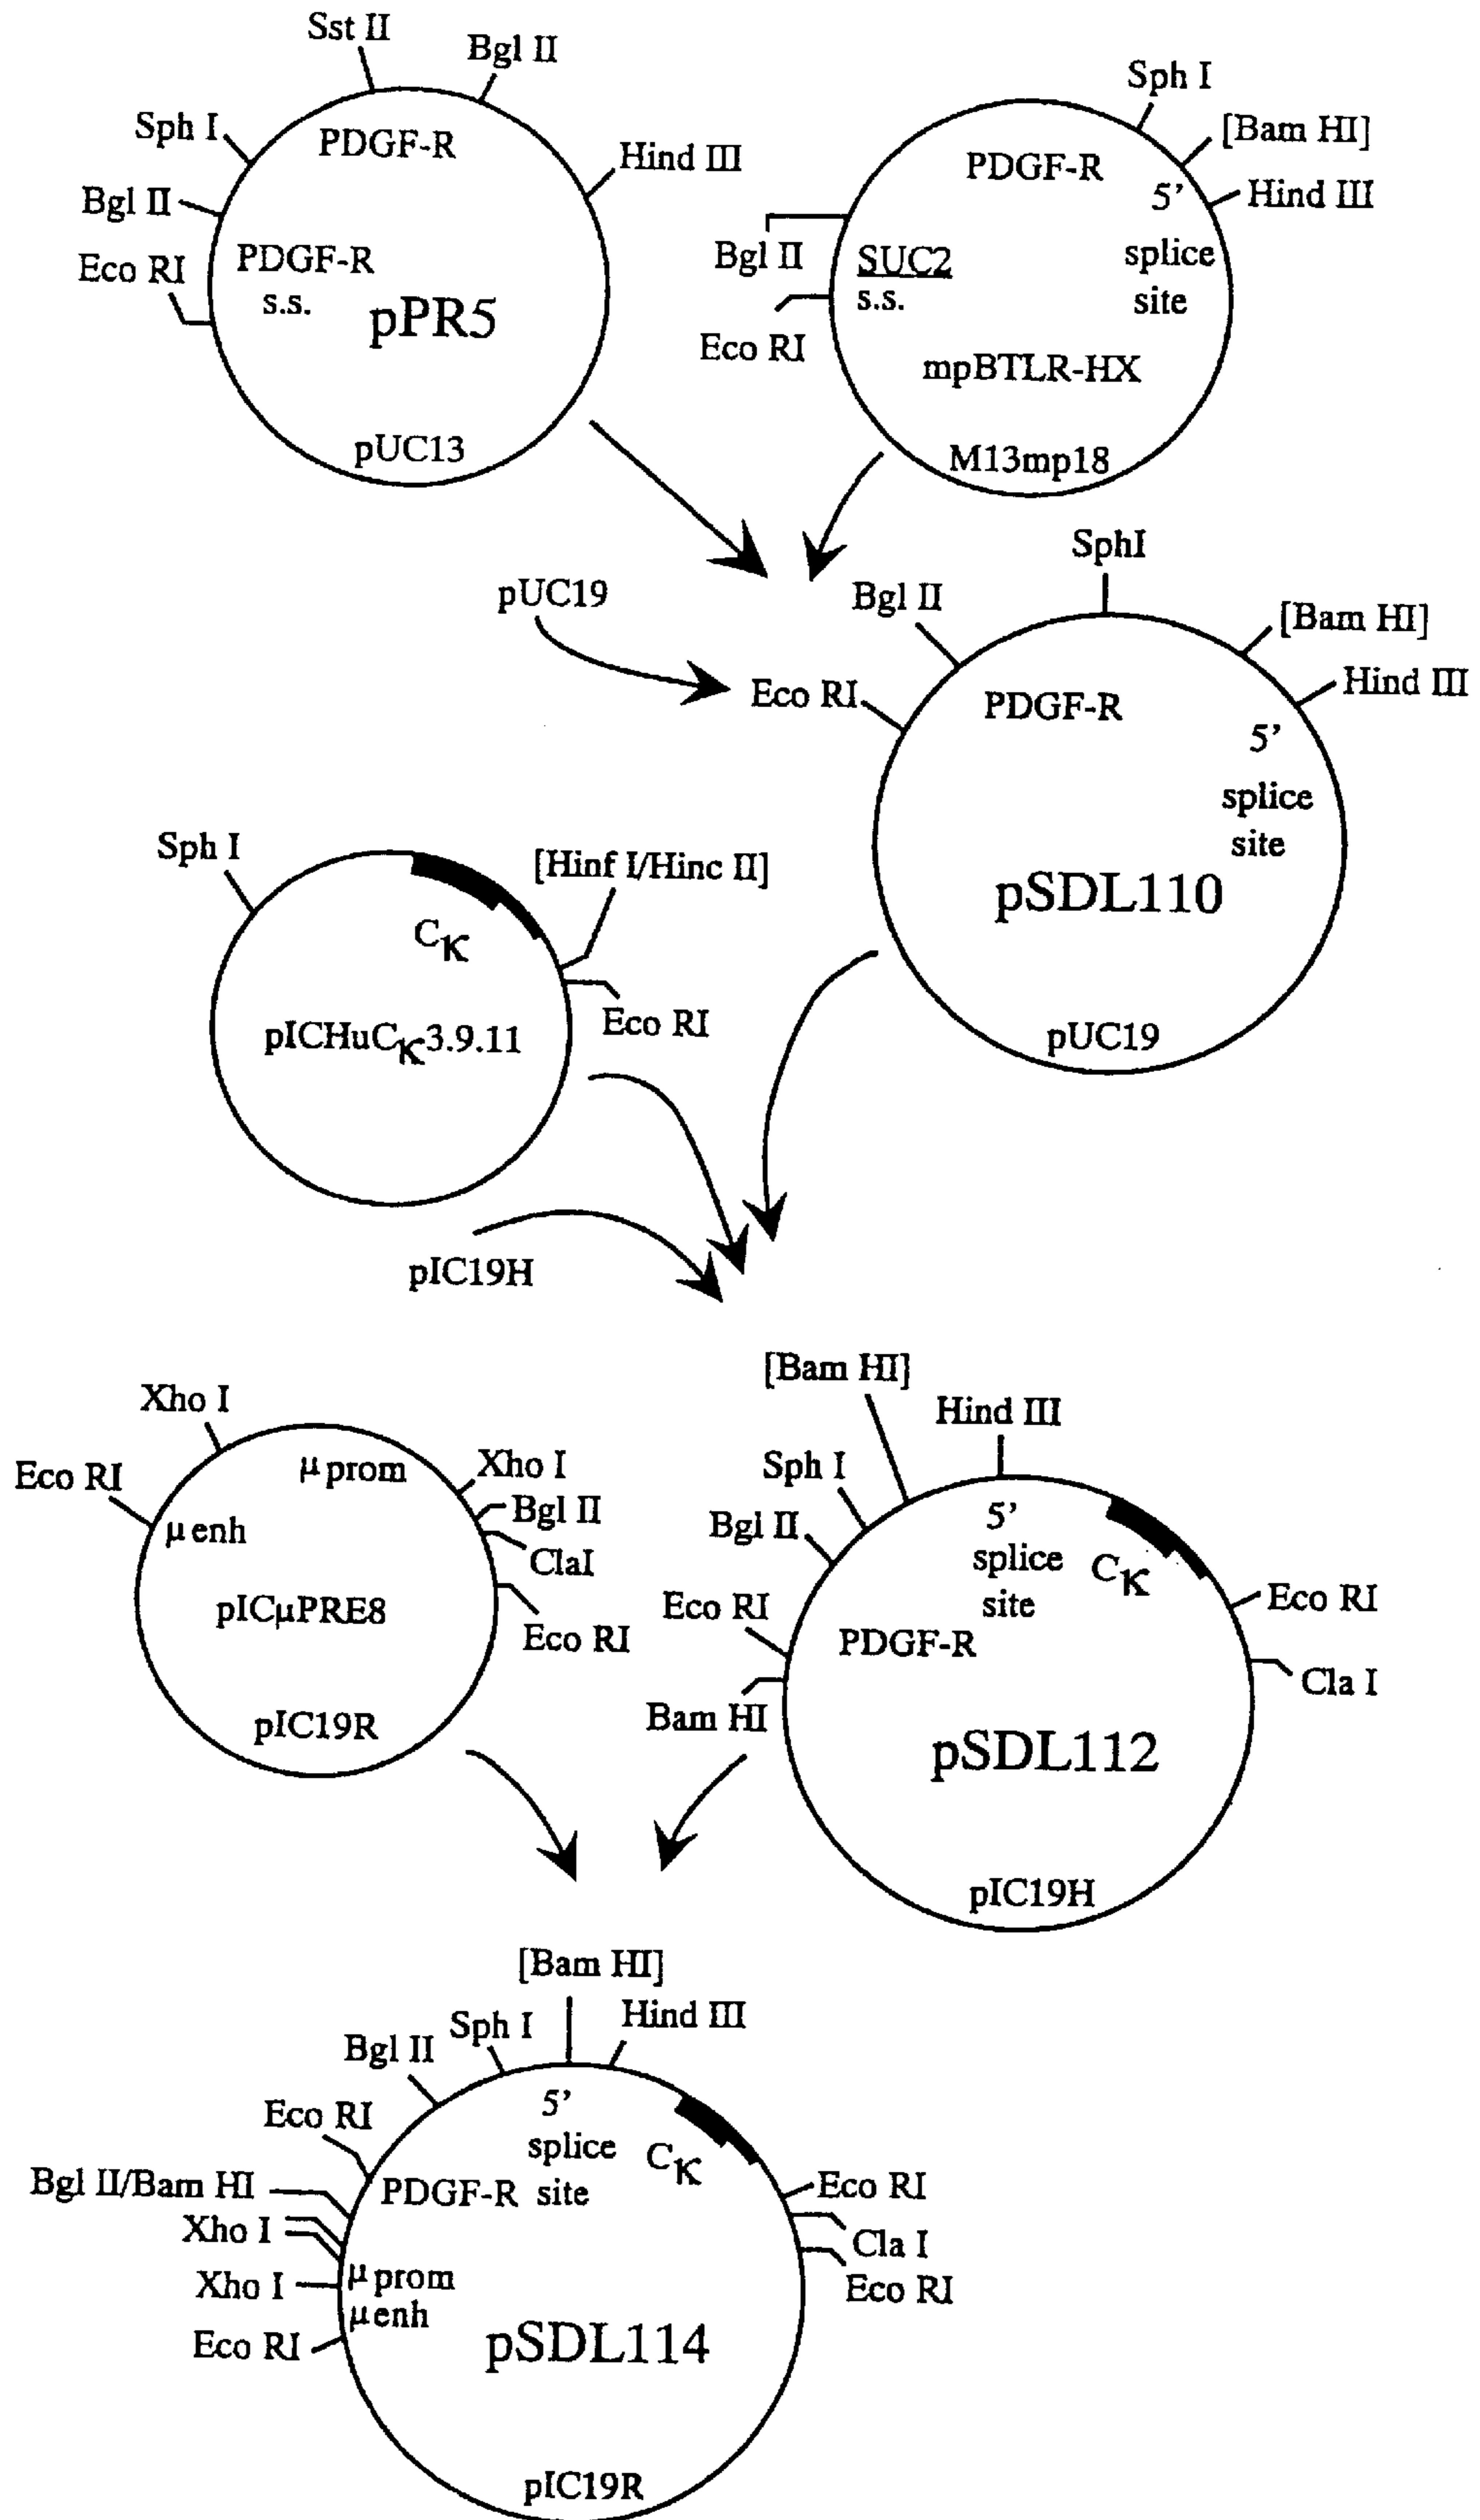 Sst II
Bgl II
Sph I
PDGF-R
Hind III
Bgl II
Eco RI
PDGF-R
s.s.
pPR5
pUC13
Sph I
[Bam HI]
PDGF-R
5’
Hind III
Bgl II
SUC2
s.s.
splice
site
Eco RI
mpBTLR-HX
M13mp18
pUC19
SphI
Bgl II
[Bam HI]
Eco RI
PDGF-R
Hind III
5’
splice
site
pSDL110
pUC19
Sph I
[Hinf I/Hinc II]
CK
Eco RI
pICHuCK3.9.11
pIC19H
Xho I
Eco RI
μ prom
Xho I
μ enh
Bgl II
ClaI
pICμPRE8
Eco RI
pIC19R
[Bam HI]
Hind III
Sph I
Bgl II
5’
splice
site
CK
Eco RI
Eco RI
PDGF-R
Cla I
Bam HI
pSDL112
pIC19H
[Bam HI]
Sph I
Hind III
Bgl II
Eco RI
5’
splice
site
CK
Bgl II/Bam HI
PDGF-R
Eco RI
Xho I
Cla I
Xho I
μ prom
Eco RI
μ enh
Eco RI
pSDL114
pIC19R